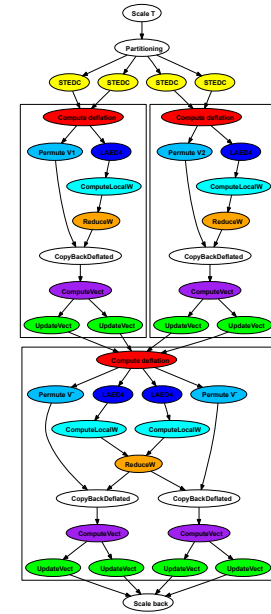 Scale T
Partitioning
STEDC STEDC STEDC STEDC
Compute deflation Compute deflation
Permute V1 LAED4 Permute V2 LAED4
ComputeLocalW ComputeLocalW
ReduceW ReduceW
CopyBackDeflated CopyBackDeflated
ComputeVect ComputeVect
UpdateVect UpdateVect UpdateVect UpdateVect
Compute deflation
Permute V LAED4 LAED4 Permute V
ComputeLocalW ComputeLocalW
ReduceW
CopyBackDeflated CopyBackDeflated
ComputeVect ComputeVect
UpdateVect UpdateVect UpdateVect UpdateVect
Scale back